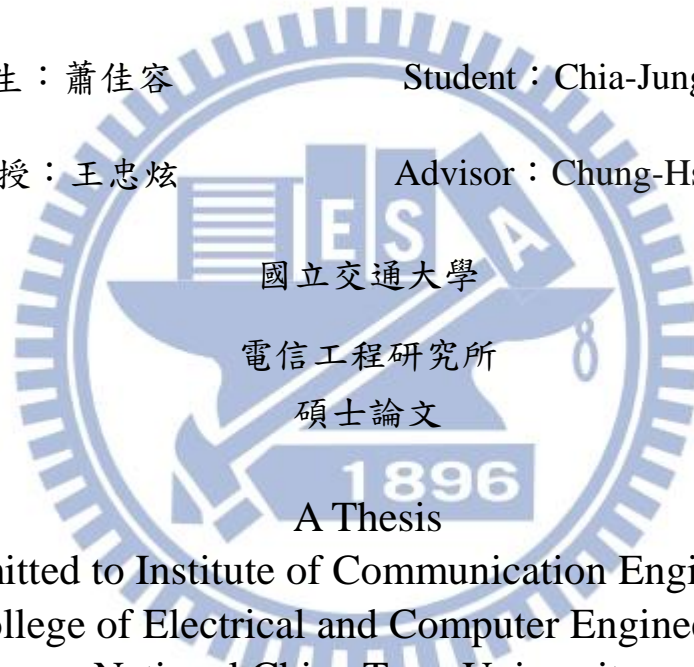 生：蕭佳容 Student：Chia-Jung
授：王忠炫 Advisor：Chung-Hs
E S A
國立交通大學
電信工程研究所
碩士論文
1896
A Thesis
mitted to Institute of Communication Engi
ollege of Electrical and Computer Enginee